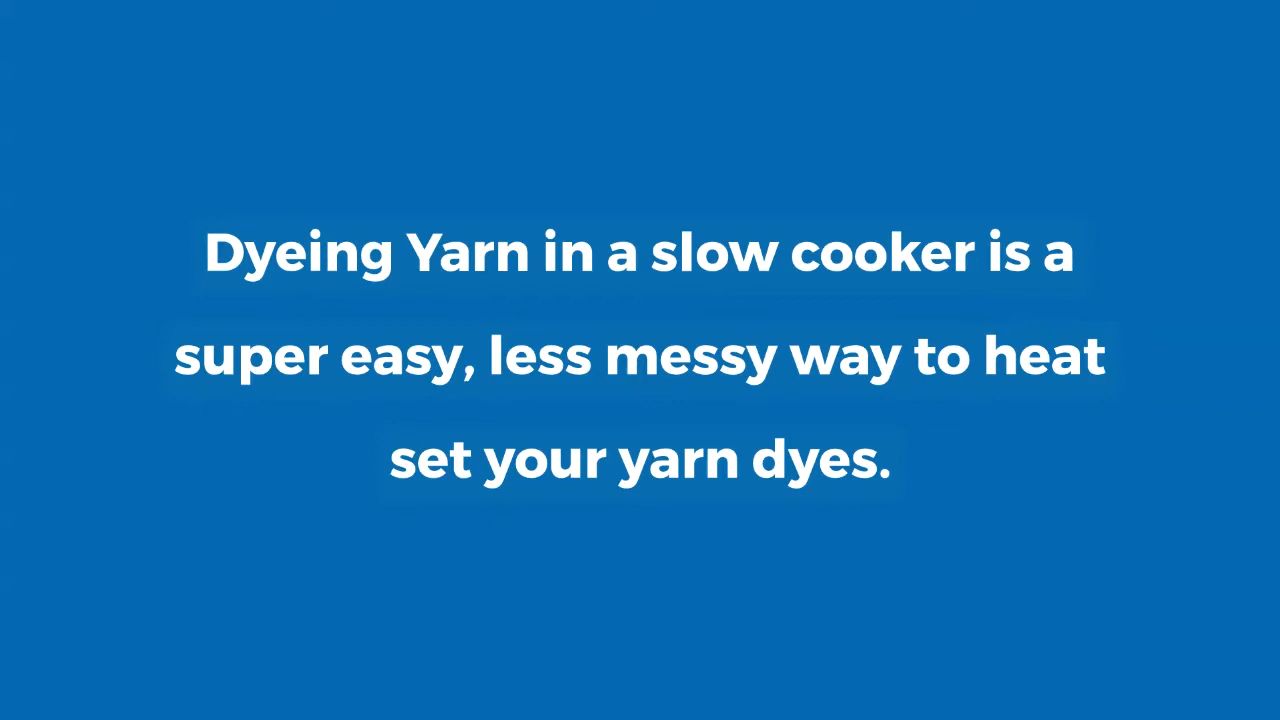 Dyeing Yarn in a slow cooker is a
super easy, less messy way to heat
set your yarn dyes.